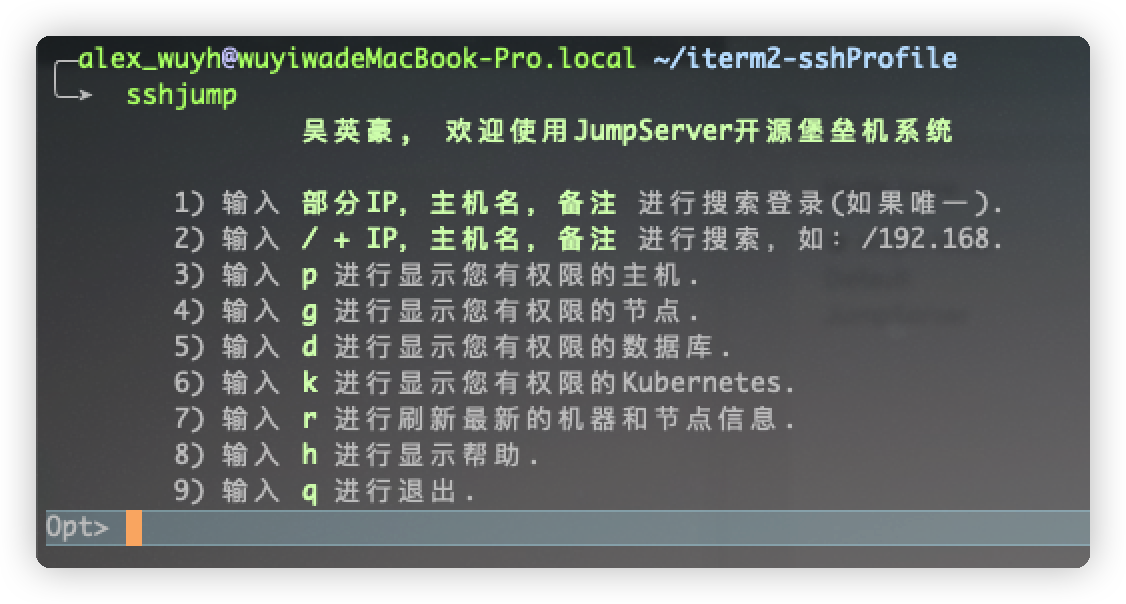 alex_wuyh@wuyiwadeMacBook-Pro.local ~/iterm2-sshProfile
sshjump
吴英豪, 欢迎使用JumpServer开源堡垒机系统
1) 输入 部分IP, 主机名, 备注 进行搜索登录(如果唯一).
2) 输入 / + IP, 主机名, 备注 进行搜索, 如: /192.168.
3) 输入 p 进行显示您有权限的主机.
4) 输入 g 进行显示您有权限的节点.
5) 输入 d 进行显示您有权限的数据库.
6) 输入 k 进行显示您有权限的Kubernetes.
7) 输入 r 进行刷新最新的机器和节点信息.
8) 输入 h 进行显示帮助.
9) 输入 q 进行退出.
Opt>